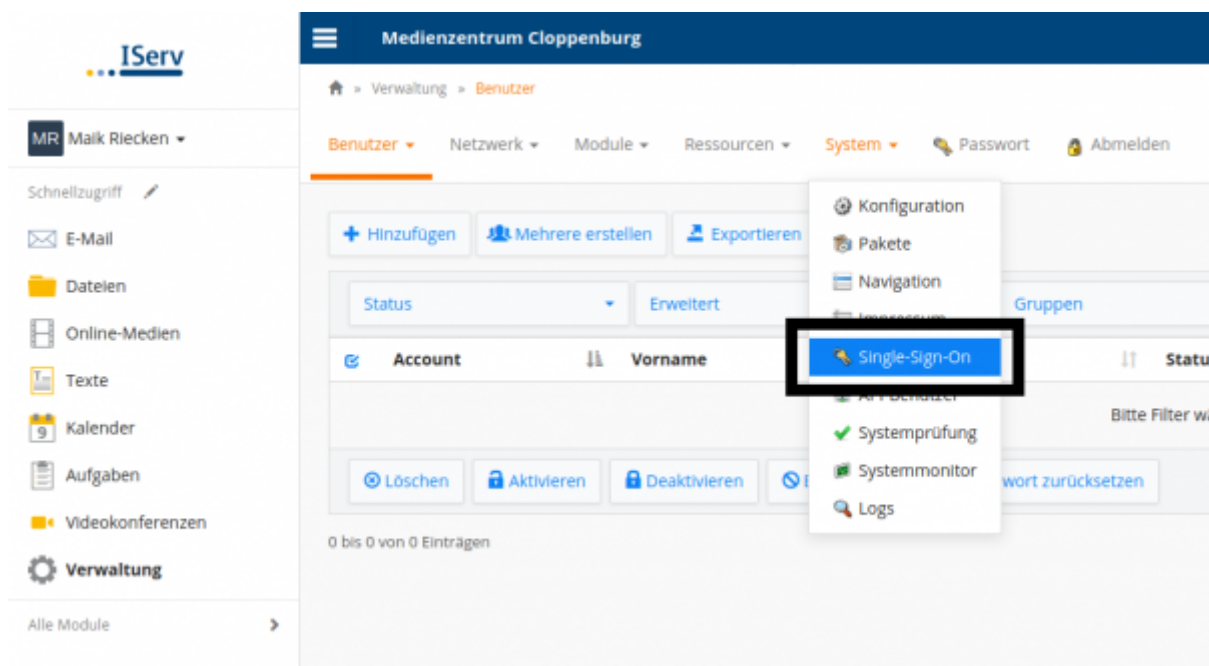 IServ
Medienzentrum Cloppenburg
» Verwaltung » Benutzer
MR Maik Riecken
Benutzer Netzwerk Module Ressourcen System Passwort Abmelden
Schnellzugriff
E-Mail
Dateien
Online-Medien
Texte
9 Kalender
Aufgaben
Videokonferenzen
Verwaltung
Alle Module
Hinzufügen Mehrere erstellen Exportieren
Status Erweitert Gruppen
Account Vorname
Bitte Filter
Löschen Aktivieren Deaktivieren zurücksetzen
0 bis 0 von 0 Einträgen
Konfiguration
Pakete
Navigation
Impressum
Single-Sign-On
Systemprüfung
Systemmonitor
Logs